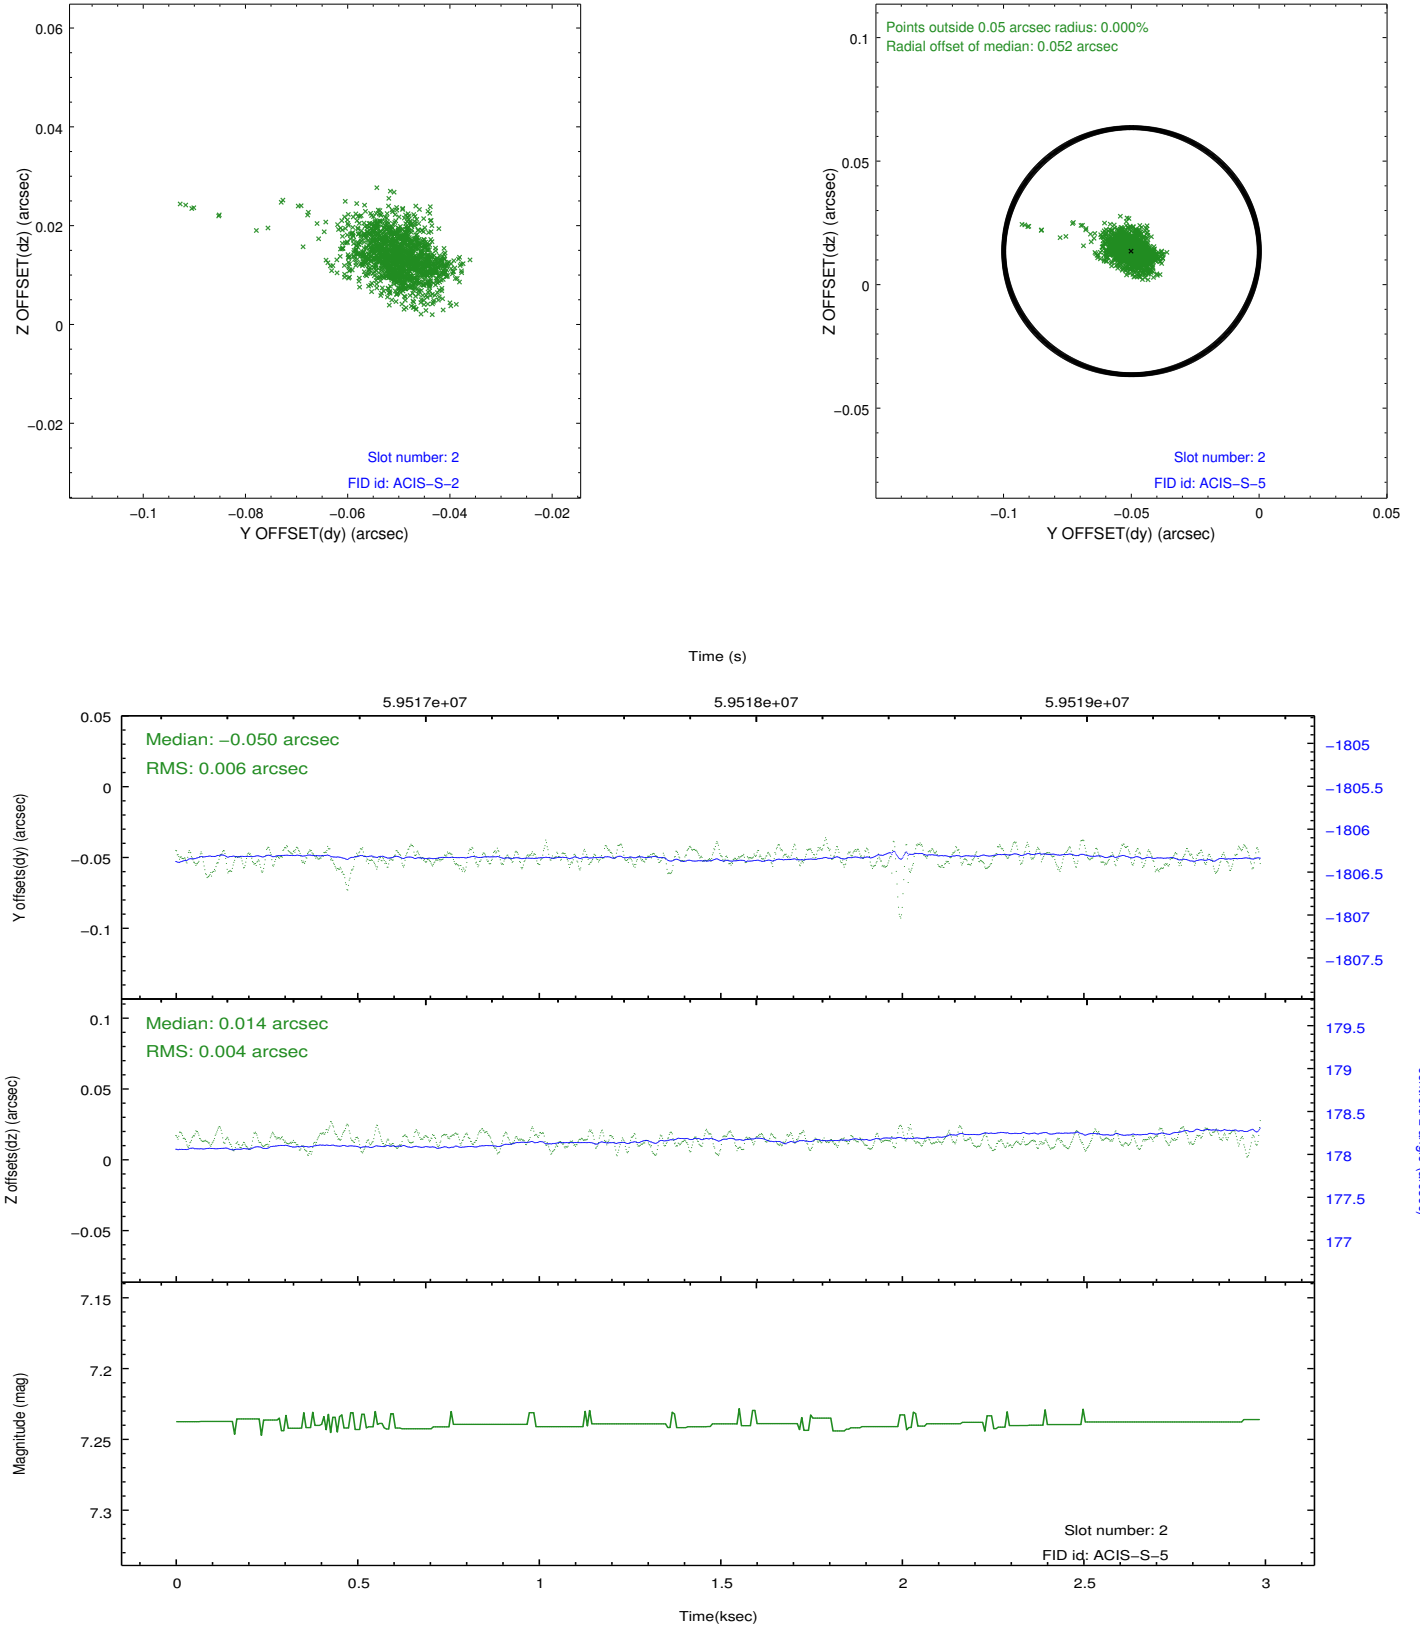 0.06
0.04
0.02
0
−0.02
Z OFFSET(dz) (arcsec)
Slot number: 2
FID id: ACIS−S−2
−0.1
−0.08
−0.06
−0.04
−0.02
Y OFFSET(dy) (arcsec)
Points outside 0.05 arcsec radius: 0.000%
Radial offset of median: 0.052 arcsec
0.1
0.05
0
−0.05
Z OFFSET(dz) (arcsec)
Slot number: 2
FID id: ACIS−S−5
−0.1
−0.05
0
0.05
Y OFFSET(dy) (arcsec)
Time (s)
5.9517e+07
5.9518e+07
5.9519e+07
Median: −0.050 arcsec
RMS: 0.006 arcsec
0.05
0
−0.05
−0.1
Y offsets(dy) (arcsec)
−1805
−1805.5
−1806
−1806.5
−1807
−1807.5
Median: 0.014 arcsec
RMS: 0.004 arcsec
0.1
0.05
0
−0.05
Z offsets(dz) (arcsec)
179.5
179
178.5
178
177.5
177
7.15
7.2
7.25
7.3
Magnitude (mag)
Slot number: 2
FID id: ACIS−S−5
0
0.5
1
1.5
2
2.5
3
Time(ksec)